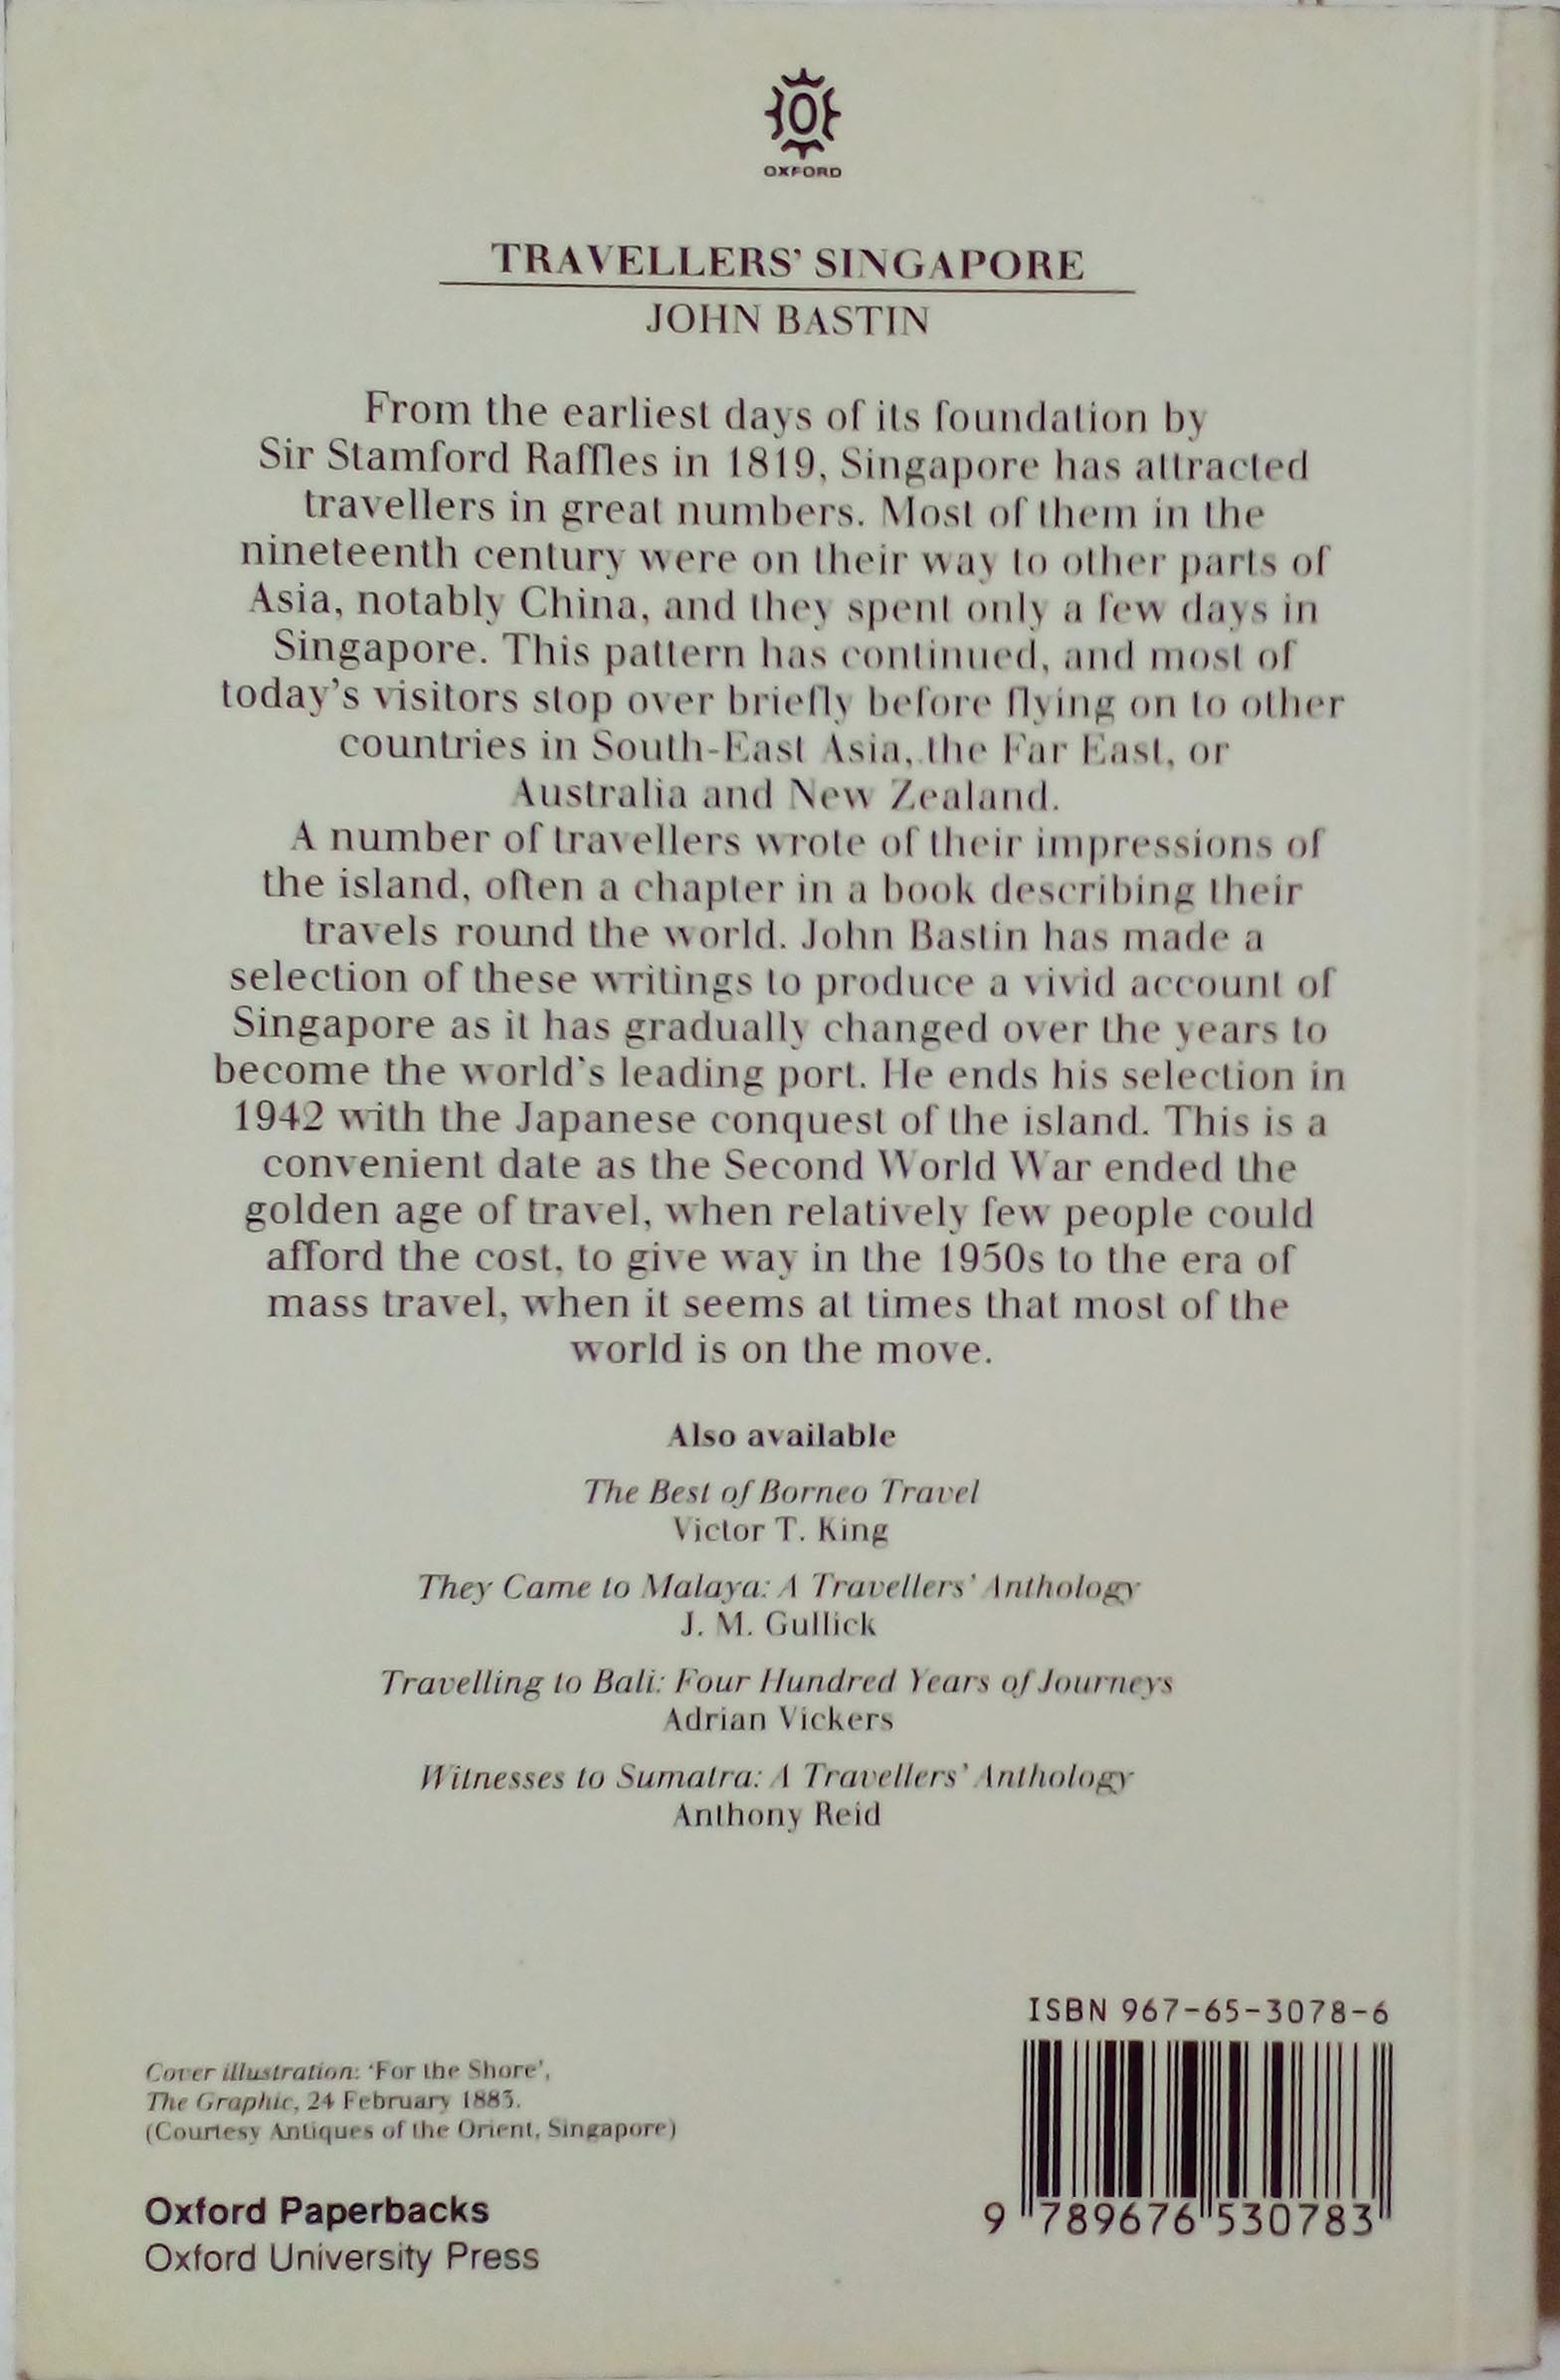 O
OXFORD
TRAVELLERS' SINGAPORE
JOHN BASTIN
From the earliest days of its foundation by
Sir Stamford Raffles in 1819, Singapore has attracted
travellers in great numbers. Most of them in the
nineteenth century were on their way to other parts of
Asia, notably China, and they spent only a few days in
Singapore. This pattern has continued, and most of
today's visitors stop over briefly before flying on to other
countries in South-East Asia, the Far East, or
Australia and New Zealand.
A number of travellers wrote of their impressions of
the island, often a chapter in a book describing their
travels round the world. John Bastin has made a
selection of these writings to produce a vivid account of
Singapore as it has gradually changed over the years to
become the world's leading port. He ends his selection in
1942 with the Japanese conquest of the island. This is a
convenient date as the Second World War ended the
golden age of travel, when relatively few people could
afford the cost, to give way in the 1950s to the era of
mass travel, when it seems at times that most of the
world is on the move.
Also available
The Best of Borneo Travel
Victor T. King
They Came to Malaya: A Travellers' Anthology
J. M. Gullick
Travelling to Bali: Four Hundred Years of Journeys
Adrian Vickers
Witnesses to Sumatra: A Travellers' Anthology
Anthony Reid
ISBN 967-65-3078-6
9 789676 530783
Cover illustration: 'For the Shore',
The Graphic, 24 February 1883.
(Courtesy Antiques of the Orient, Singapore)
Oxford Paperbacks
Oxford University Press